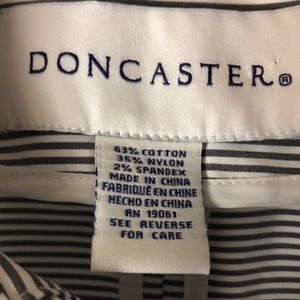 DONCASTER®
63% COTTON
35% NYLON
2% SPANDEX
MADE IN CHINA
FABRIQUÉ EN CHINE
HECHO EN CHINA
RN 19061
SEE REVERSE
FOR CARE